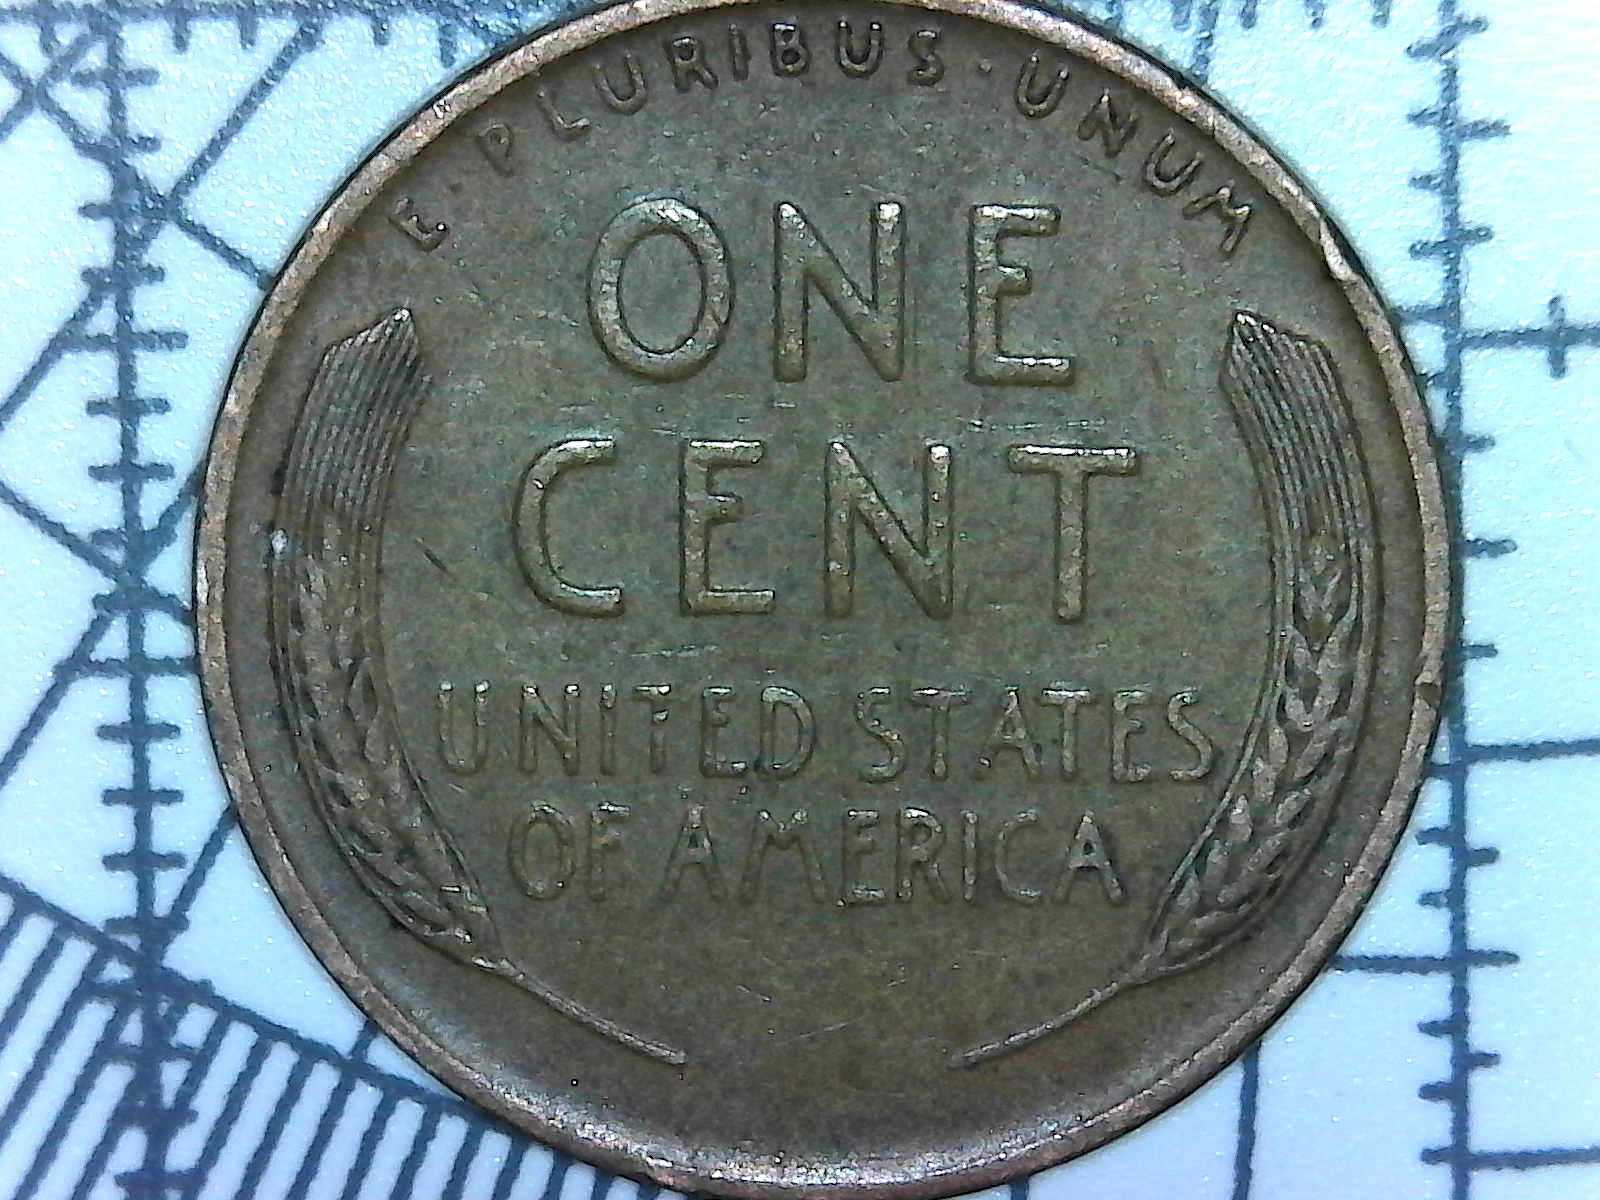 E · PLURIBUS · UNUM
ONE
CENT
UNITED STATES
OF AMERICA